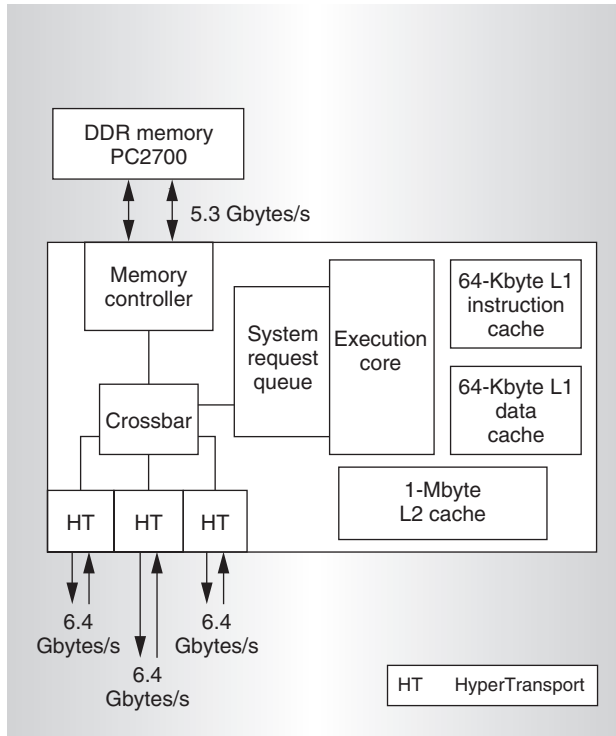 DDR memory
PC2700
5.3 Gbytes/s
Memory
controller
System
request
queue
Execution
core
64-Kbyte L1
instruction
cache
64-Kbyte L1
data
cache
Crossbar
1-Mbyte
L2 cache
HT
HT
HT
6.4
Gbytes/s
6.4
Gbytes/s
6.4
Gbytes/s
HT HyperTransport